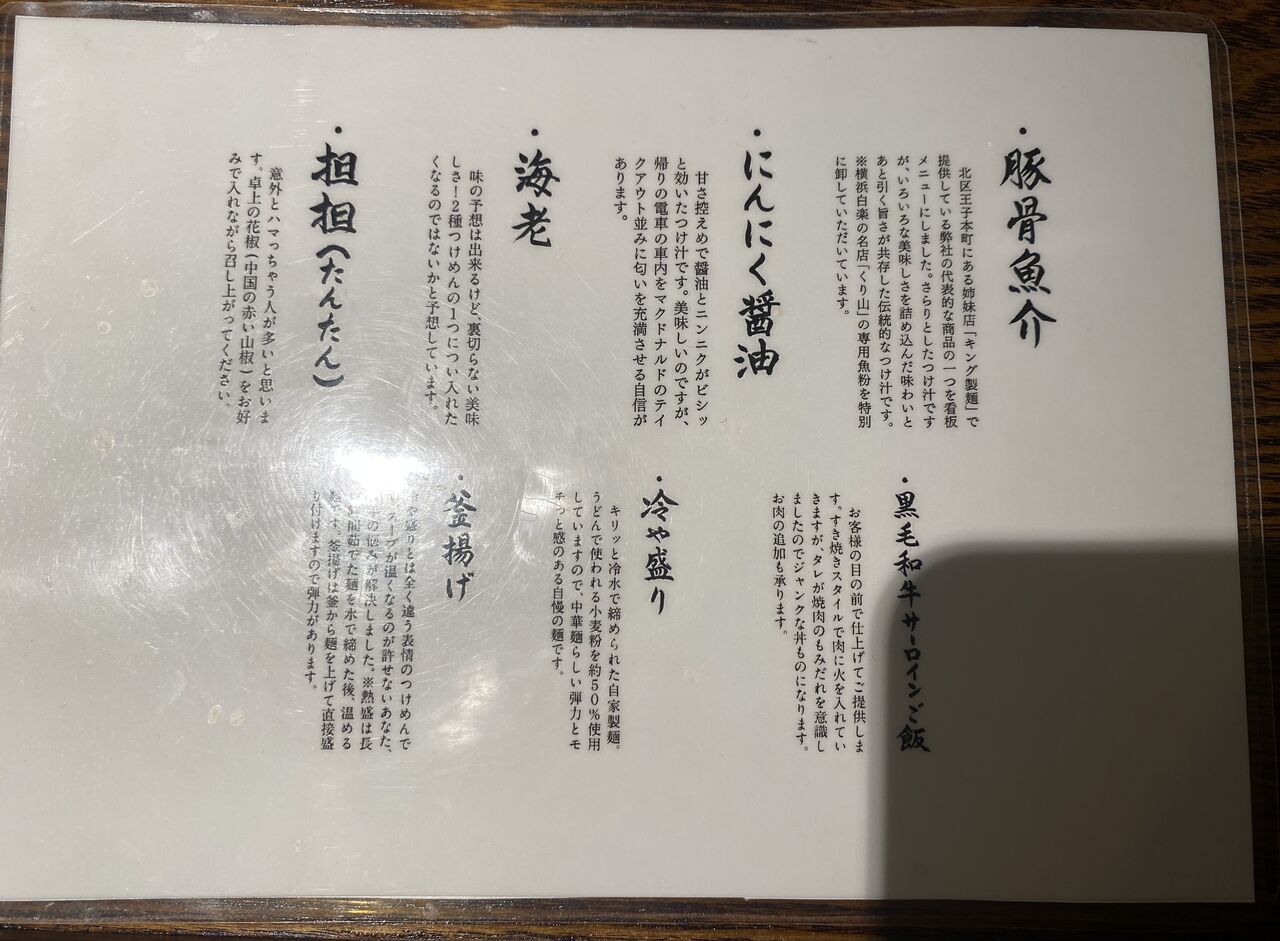 ・豚骨魚介
北区王子本町にある姉妹店「キング製麺」で
提供している弊社の代表的な商品の一つを看板
メニューにしました。さらりとしたつけ汁です
が、いろいろな美味しさを詰め込んだ味わいと
あと引く旨さが共存した伝統的なつけ汁です。
※横浜白楽の名店「くり山」の専用魚粉を特別
に卸していただいています。
・にんにく醤油
甘さ控えめで醤油とニンニクがビシッ
と効いたつけ汁です。美味しいのですが、
帰りの電車の車内をマクドナルドのテイ
クアウト並みに匂いを充満させる自信が
あります。
・海老
味の予想は出来るけど、裏切らない美味
しさ!2種つけめんの1つについ入れた
くなるのではないかと予想しています。
・担担(たんたん)
意外とハマっちゃう人が多いと思いま
す。卓上の花椒(中国の赤い山椒)をお好
みで入れながら召し上がってください。
・黒毛和牛サーロインご飯
お客様の目の前で仕上げてご提供しま
す。すき焼きスタイルで肉に火を入れてい
きますが、タレが焼肉のもみだれを意識し
ましたのでジャンクな丼ものになります。
お肉の追加も承ります。
・冷や盛り
キリッと冷水で締められた自家製麺。
うどんで使われる小麦粉を約50%使用
していますので、中華麺らしい弾力とモ
チっと感のある自慢の麺です。
・釜揚げ
や盛りとは全く違う表情のつけめんで
スープが温くなるのが許せないあなた、
の悩みが解決しました。※熱盛は長
間茹でた麺を水で締めた後、温める
です。釜揚げは釜から麺を上げて直接盛
り付けますので弾力があります。